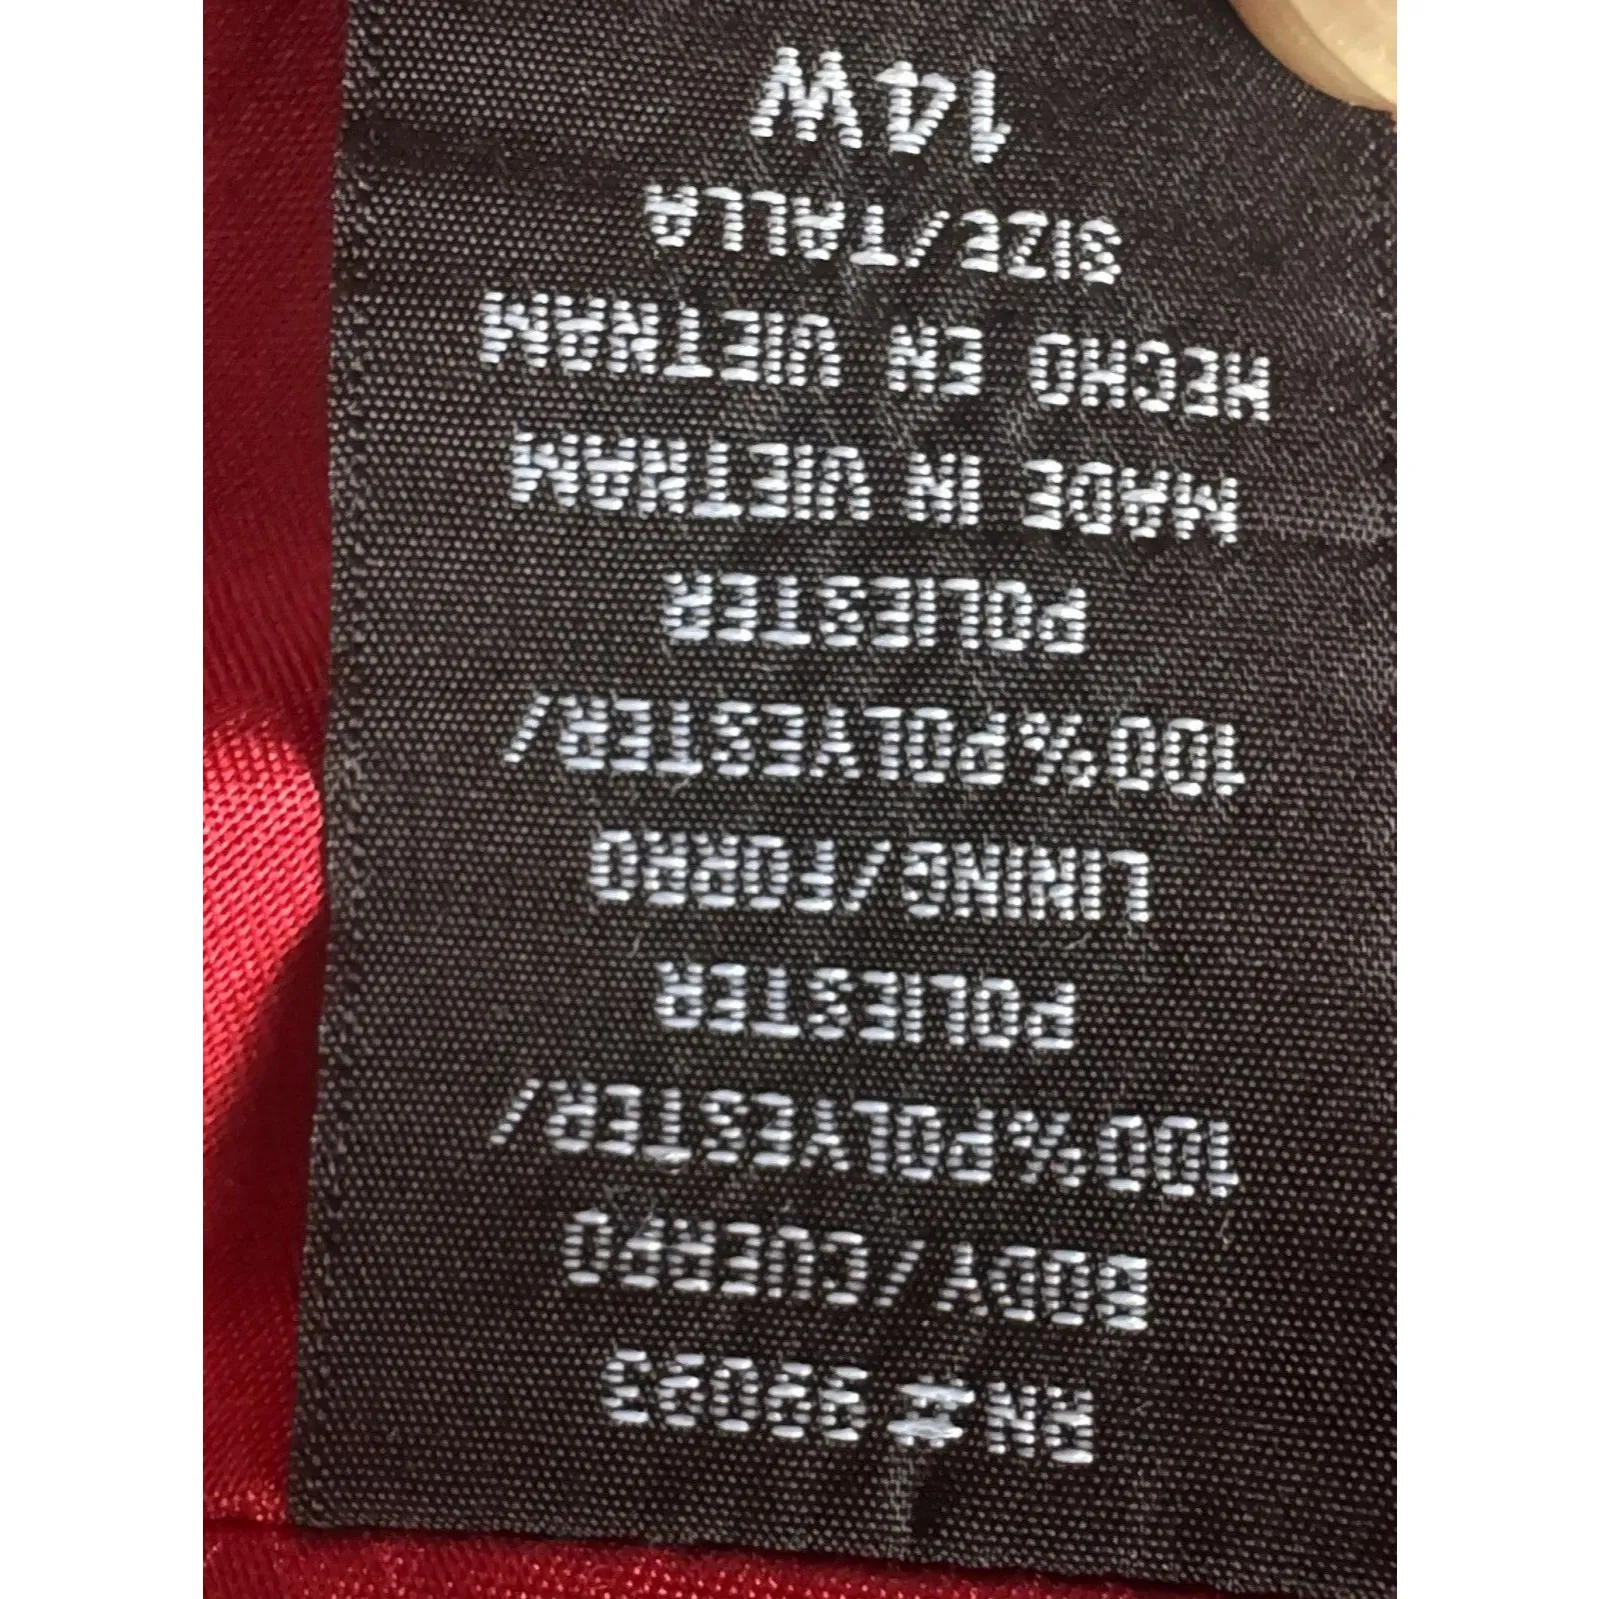 RN#
BODY/CUERPO
100%POLYESTER/
POLIESTER
LINING/FORRO
100%POLYESTER/
POLIESTER
MADE IN VIETNAM
HECHO EN VIETNAM
SIZE/TALLA
14W